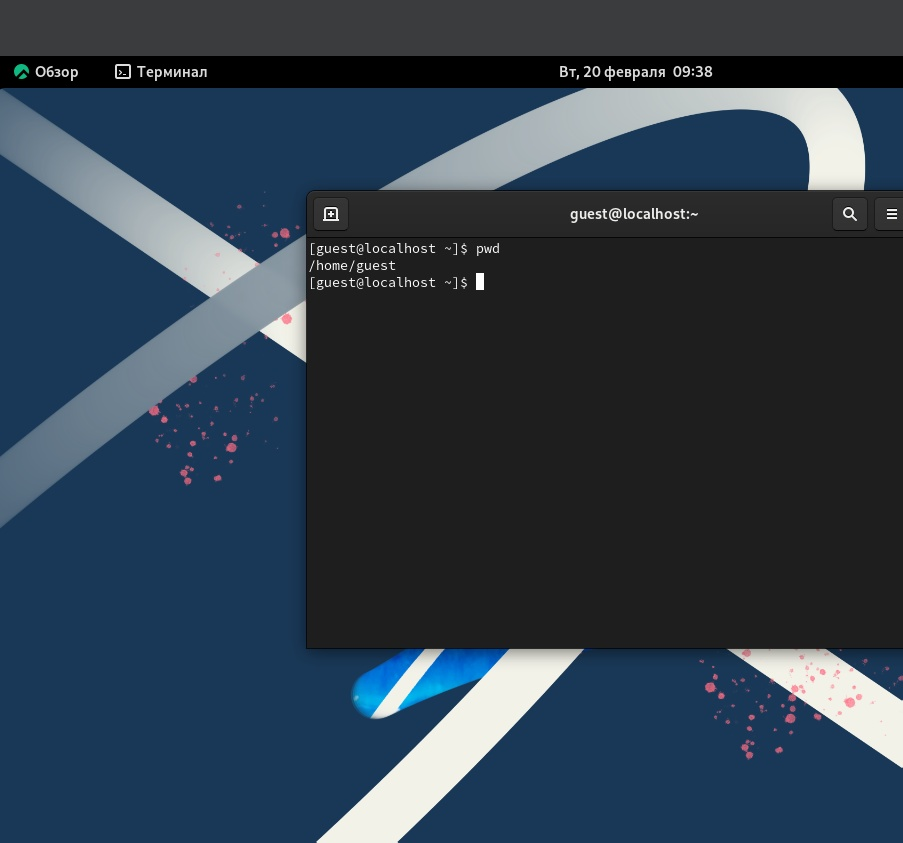 Обзор Терминал Вт, 20 февраля 09:38
guest@localhost:~
[guest@localhost ~]$ pwd
/home/guest
[guest@localhost ~]$